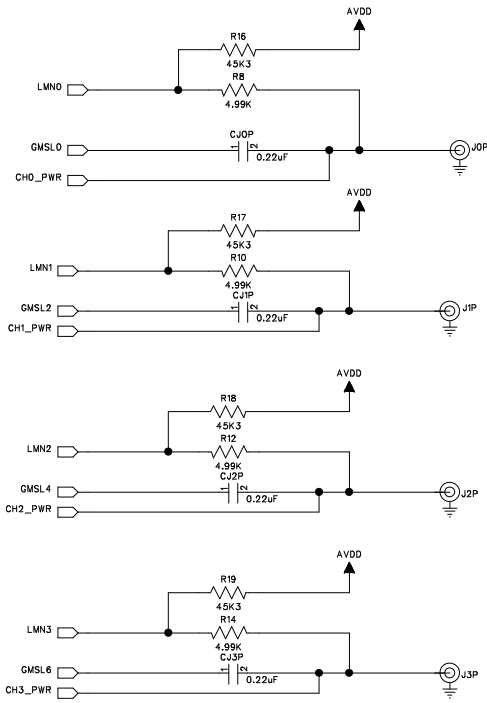 AVDD
R16
45K3
LMN0
R8
4.99K
GMSL0
CJ0P
1 2
0.22uF
J0P
CH0_PWR
AVDD
R17
45K3
LMN1
R10
4.99K
CJ1P
GMSL2
1 2
0.22uF
J1P
CH1_PWR
AVDD
R18
45K3
LMN2
R12
4.99K
CJ2P
GMSL4
1 2
0.22uF
J2P
CH2_PWR
AVDD
R19
45K3
LMN3
R14
4.99K
CJ3P
GMSL6
1 2
0.22uF
J3P
CH3_PWR